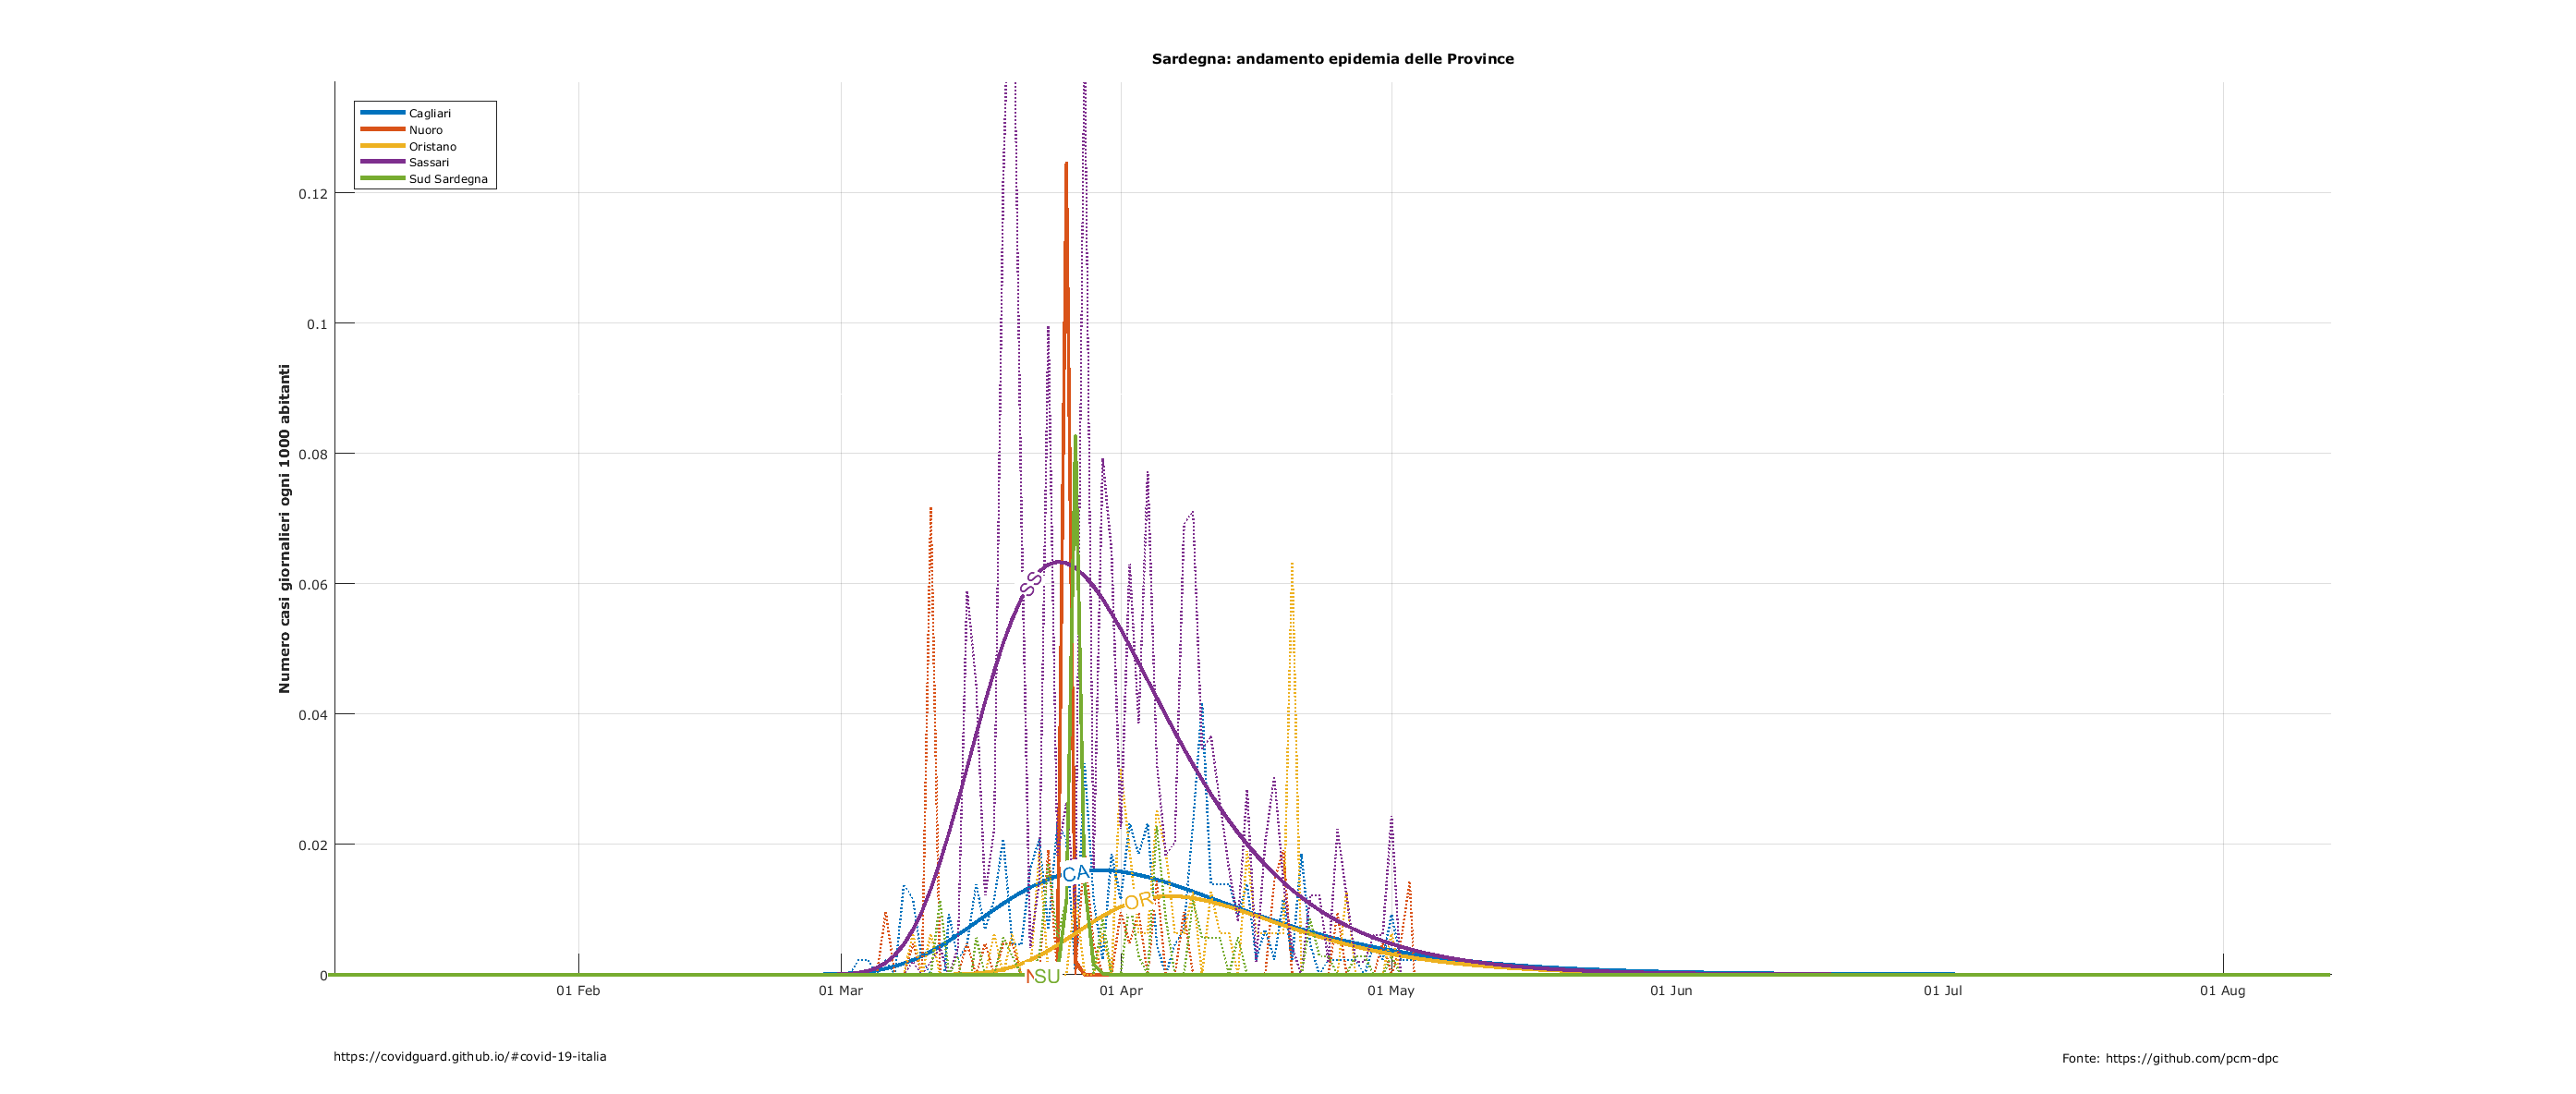 Sardegna: andamento epidemia delle Province
Cagliari
Nuoro
Oristano
Sassari
Sud Sardegna
Numero casi giornalieri ogni 1000 abitanti
0.12
0.1
0.08
0.06
0.04
0.02
0
SS
CA
OR
SU
01 Feb
01 Mar
01 Apr
01 May
01 Jun
01 Jul
01 Aug
https://covidguard.github.io/#covid-19-italia
Fonte: https://github.com/pcm-dpc